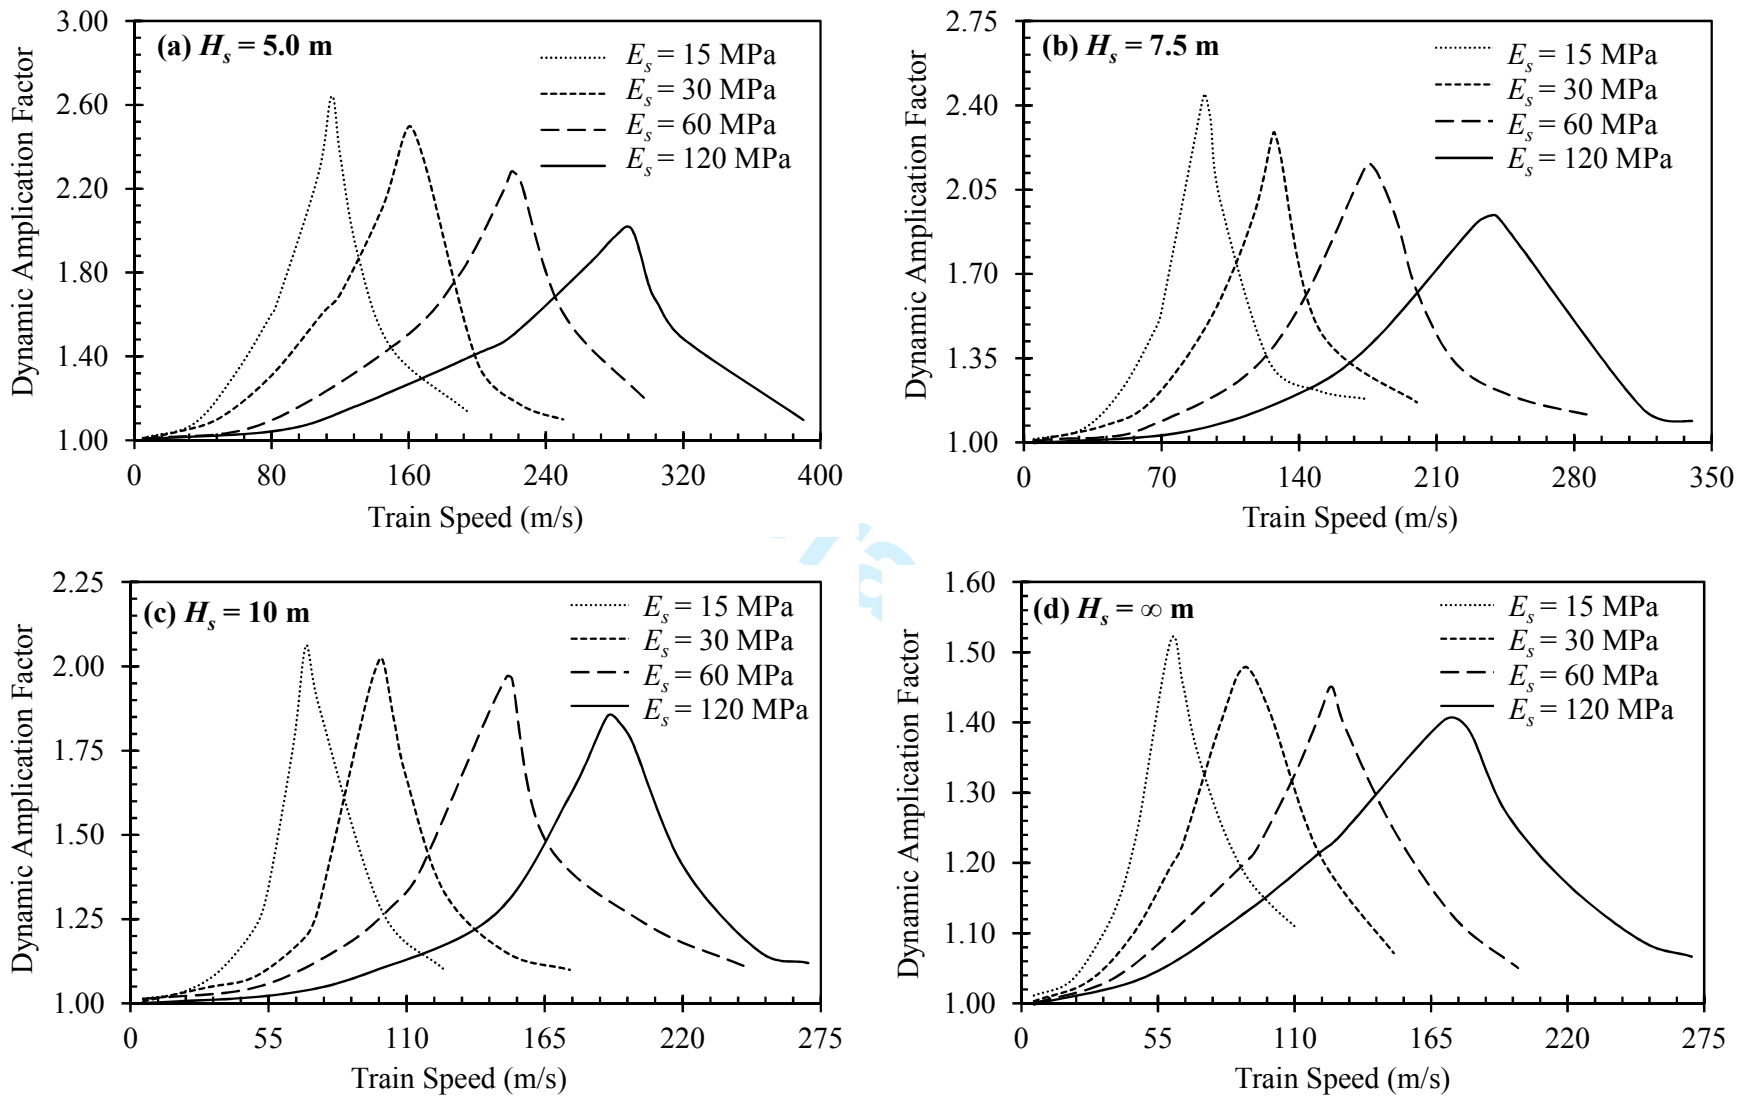 (a) Hs = 5.0 m
Es = 15 MPa
Es = 30 MPa
Es = 60 MPa
Es = 120 MPa
Dynamic Amplication Factor
3.00
2.60
2.20
1.80
1.40
1.00
0 80 160 240 320 400
Train Speed (m/s)
(b) Hs = 7.5 m
Es = 15 MPa
Es = 30 MPa
Es = 60 MPa
Es = 120 MPa
Dynamic Amplication Factor
2.75
2.40
2.05
1.70
1.35
1.00
0 70 140 210 280 350
Train Speed (m/s)
(c) Hs = 10 m
Es = 15 MPa
Es = 30 MPa
Es = 60 MPa
Es = 120 MPa
Dynamic Amplication Factor
2.25
2.00
1.75
1.50
1.25
1.00
0 55 110 165 220 275
Train Speed (m/s)
(d) Hs = ∞ m
Es = 15 MPa
Es = 30 MPa
Es = 60 MPa
Es = 120 MPa
Dynamic Amplication Factor
1.60
1.50
1.40
1.30
1.20
1.10
1.00
0 55 110 165 220 275
Train Speed (m/s)